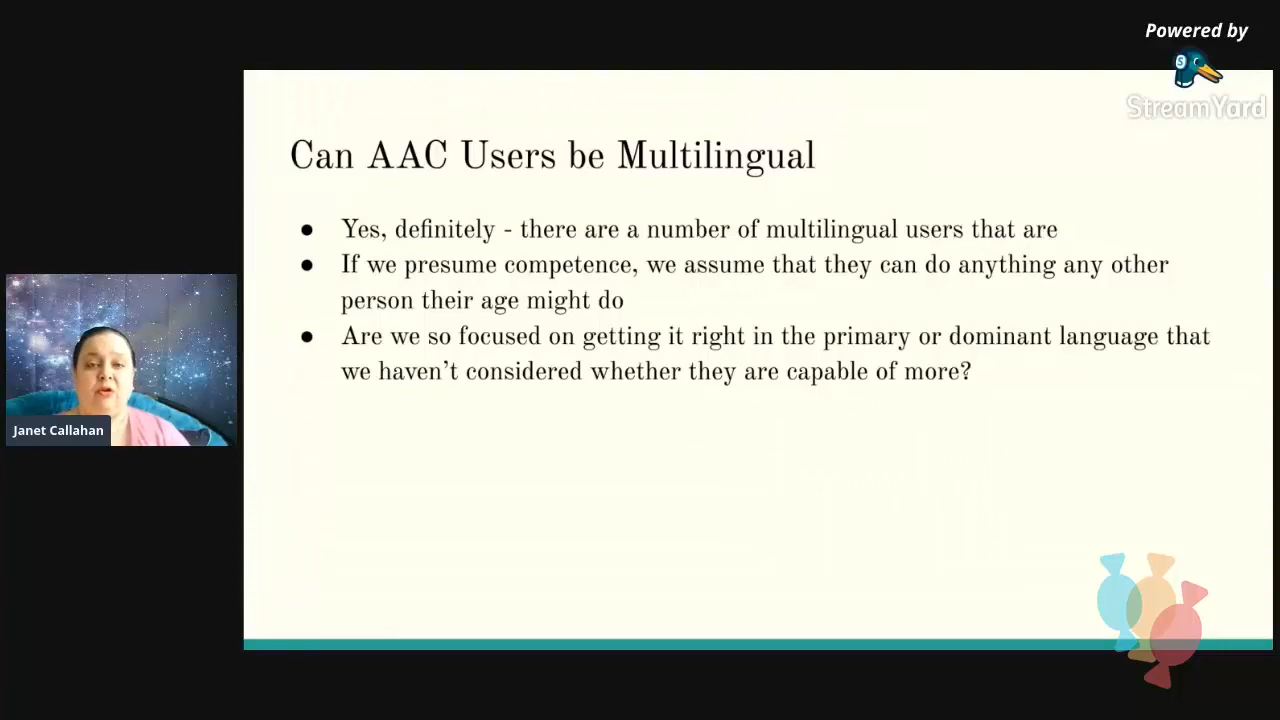 Powered by
StreamYard
Can AAC Users be Multilingual
● Yes, definitely - there are a number of multilingual users that are
● If we presume competence, we assume that they can do anything any other
person their age might do
● Are we so focused on getting it right in the primary or dominant language that
we haven’t considered whether they are capable of more?
Janet Callahan